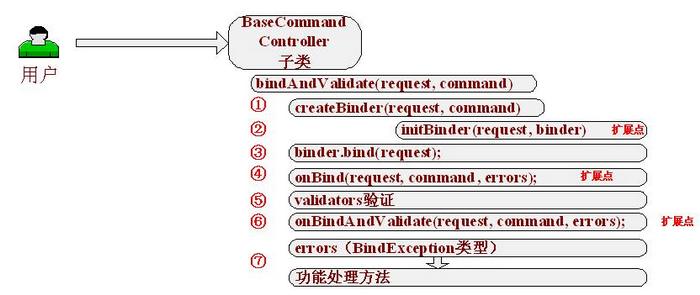 用户
BaseCommand
Controller
子类
bindAndValidate(request, command)
① createBinder(request, command)
② initBinder(request, binder) 扩展点
③ binder.bind(request);
④ onBind(request, command, errors); 扩展点
⑤ validators验证
⑥ onBindAndValidate(request, command, errors); 扩展点
errors（BindException类型）
⑦
功能处理方法